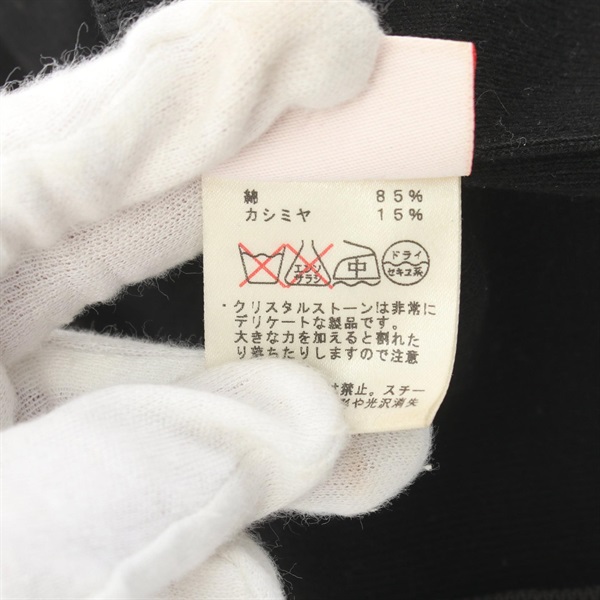 綿 85%
カシミヤ 15%
エンソ サラシ 中 ドライ セキユ系
・クリスタルストーンは非常に
デリケートな製品です。
大きな力を加えると割れた
り落ちたりしますので注意
は禁止。スチー
や光沢消失